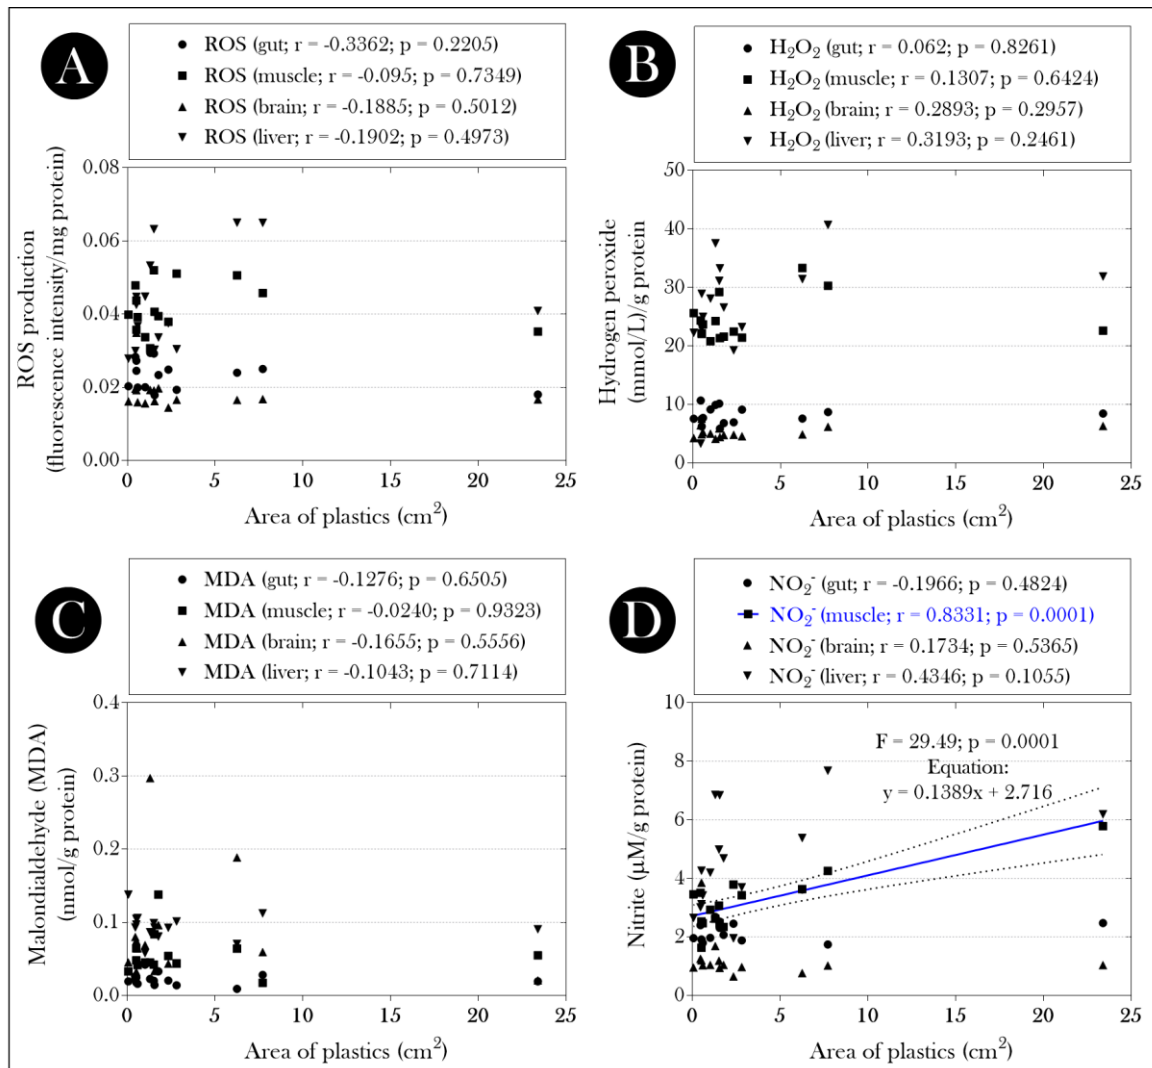 A
ROS (gut; r = -0.3362; p = 0.2205)
ROS (muscle; r = -0.095; p = 0.7349)
ROS (brain; r = -0.1885; p = 0.5012)
ROS (liver; r = -0.1902; p = 0.4973)
ROS production
(fluorescence intensity/mg protein)
0.08
0.06
0.04
0.02
0.00
0 5 10 15 20 25
Area of plastics (cm²)
B
H₂O₂ (gut; r = 0.062; p = 0.8261)
H₂O₂ (muscle; r = 0.1307; p = 0.6424)
H₂O₂ (brain; r = 0.2893; p = 0.2957)
H₂O₂ (liver; r = 0.3193; p = 0.2461)
Hydrogen peroxide
(mmol/L)/g protein
50
40
30
20
10
0
0 5 10 15 20 25
Area of plastics (cm²)
C
MDA (gut; r = -0.1276; p = 0.6505)
MDA (muscle; r = -0.0240; p = 0.9323)
MDA (brain; r = -0.1655; p = 0.5556)
MDA (liver; r = -0.1043; p = 0.7114)
Malondialdehyde (MDA)
(nmol/g protein)
0.4
0.3
0.2
0.1
0.0
0 5 10 15 20 25
Area of plastics (cm²)
D
NO₂⁻ (gut; r = -0.1966; p = 0.4824)
NO₂⁻ (muscle; r = 0.8331; p = 0.0001)
NO₂⁻ (brain; r = 0.1734; p = 0.5365)
NO₂⁻ (liver; r = 0.4346; p = 0.1055)
Nitrite (µM/g protein)
10
8
6
4
2
0
F = 29.49; p = 0.0001
Equation:
y = 0.1389x + 2.716
0 5 10 15 20 25
Area of plastics (cm²)